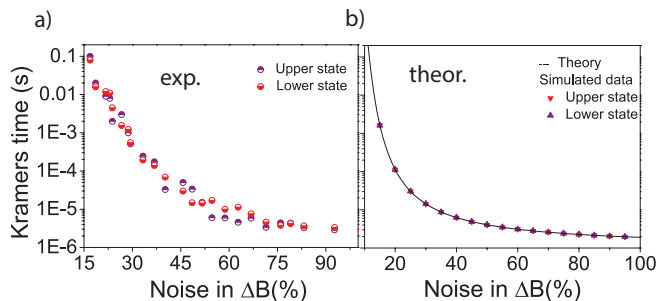 a)
b)
Kramers time (s)
0.1
0.01
1E-3
1E-4
1E-5
1E-6
exp.
Upper state
Lower state
15 30 45 60 75 90
Noise in ΔB(%)
theor.
--- Theory
Simulated data
Upper state
Lower state
20 40 60 80 100
Noise in ΔB(%)